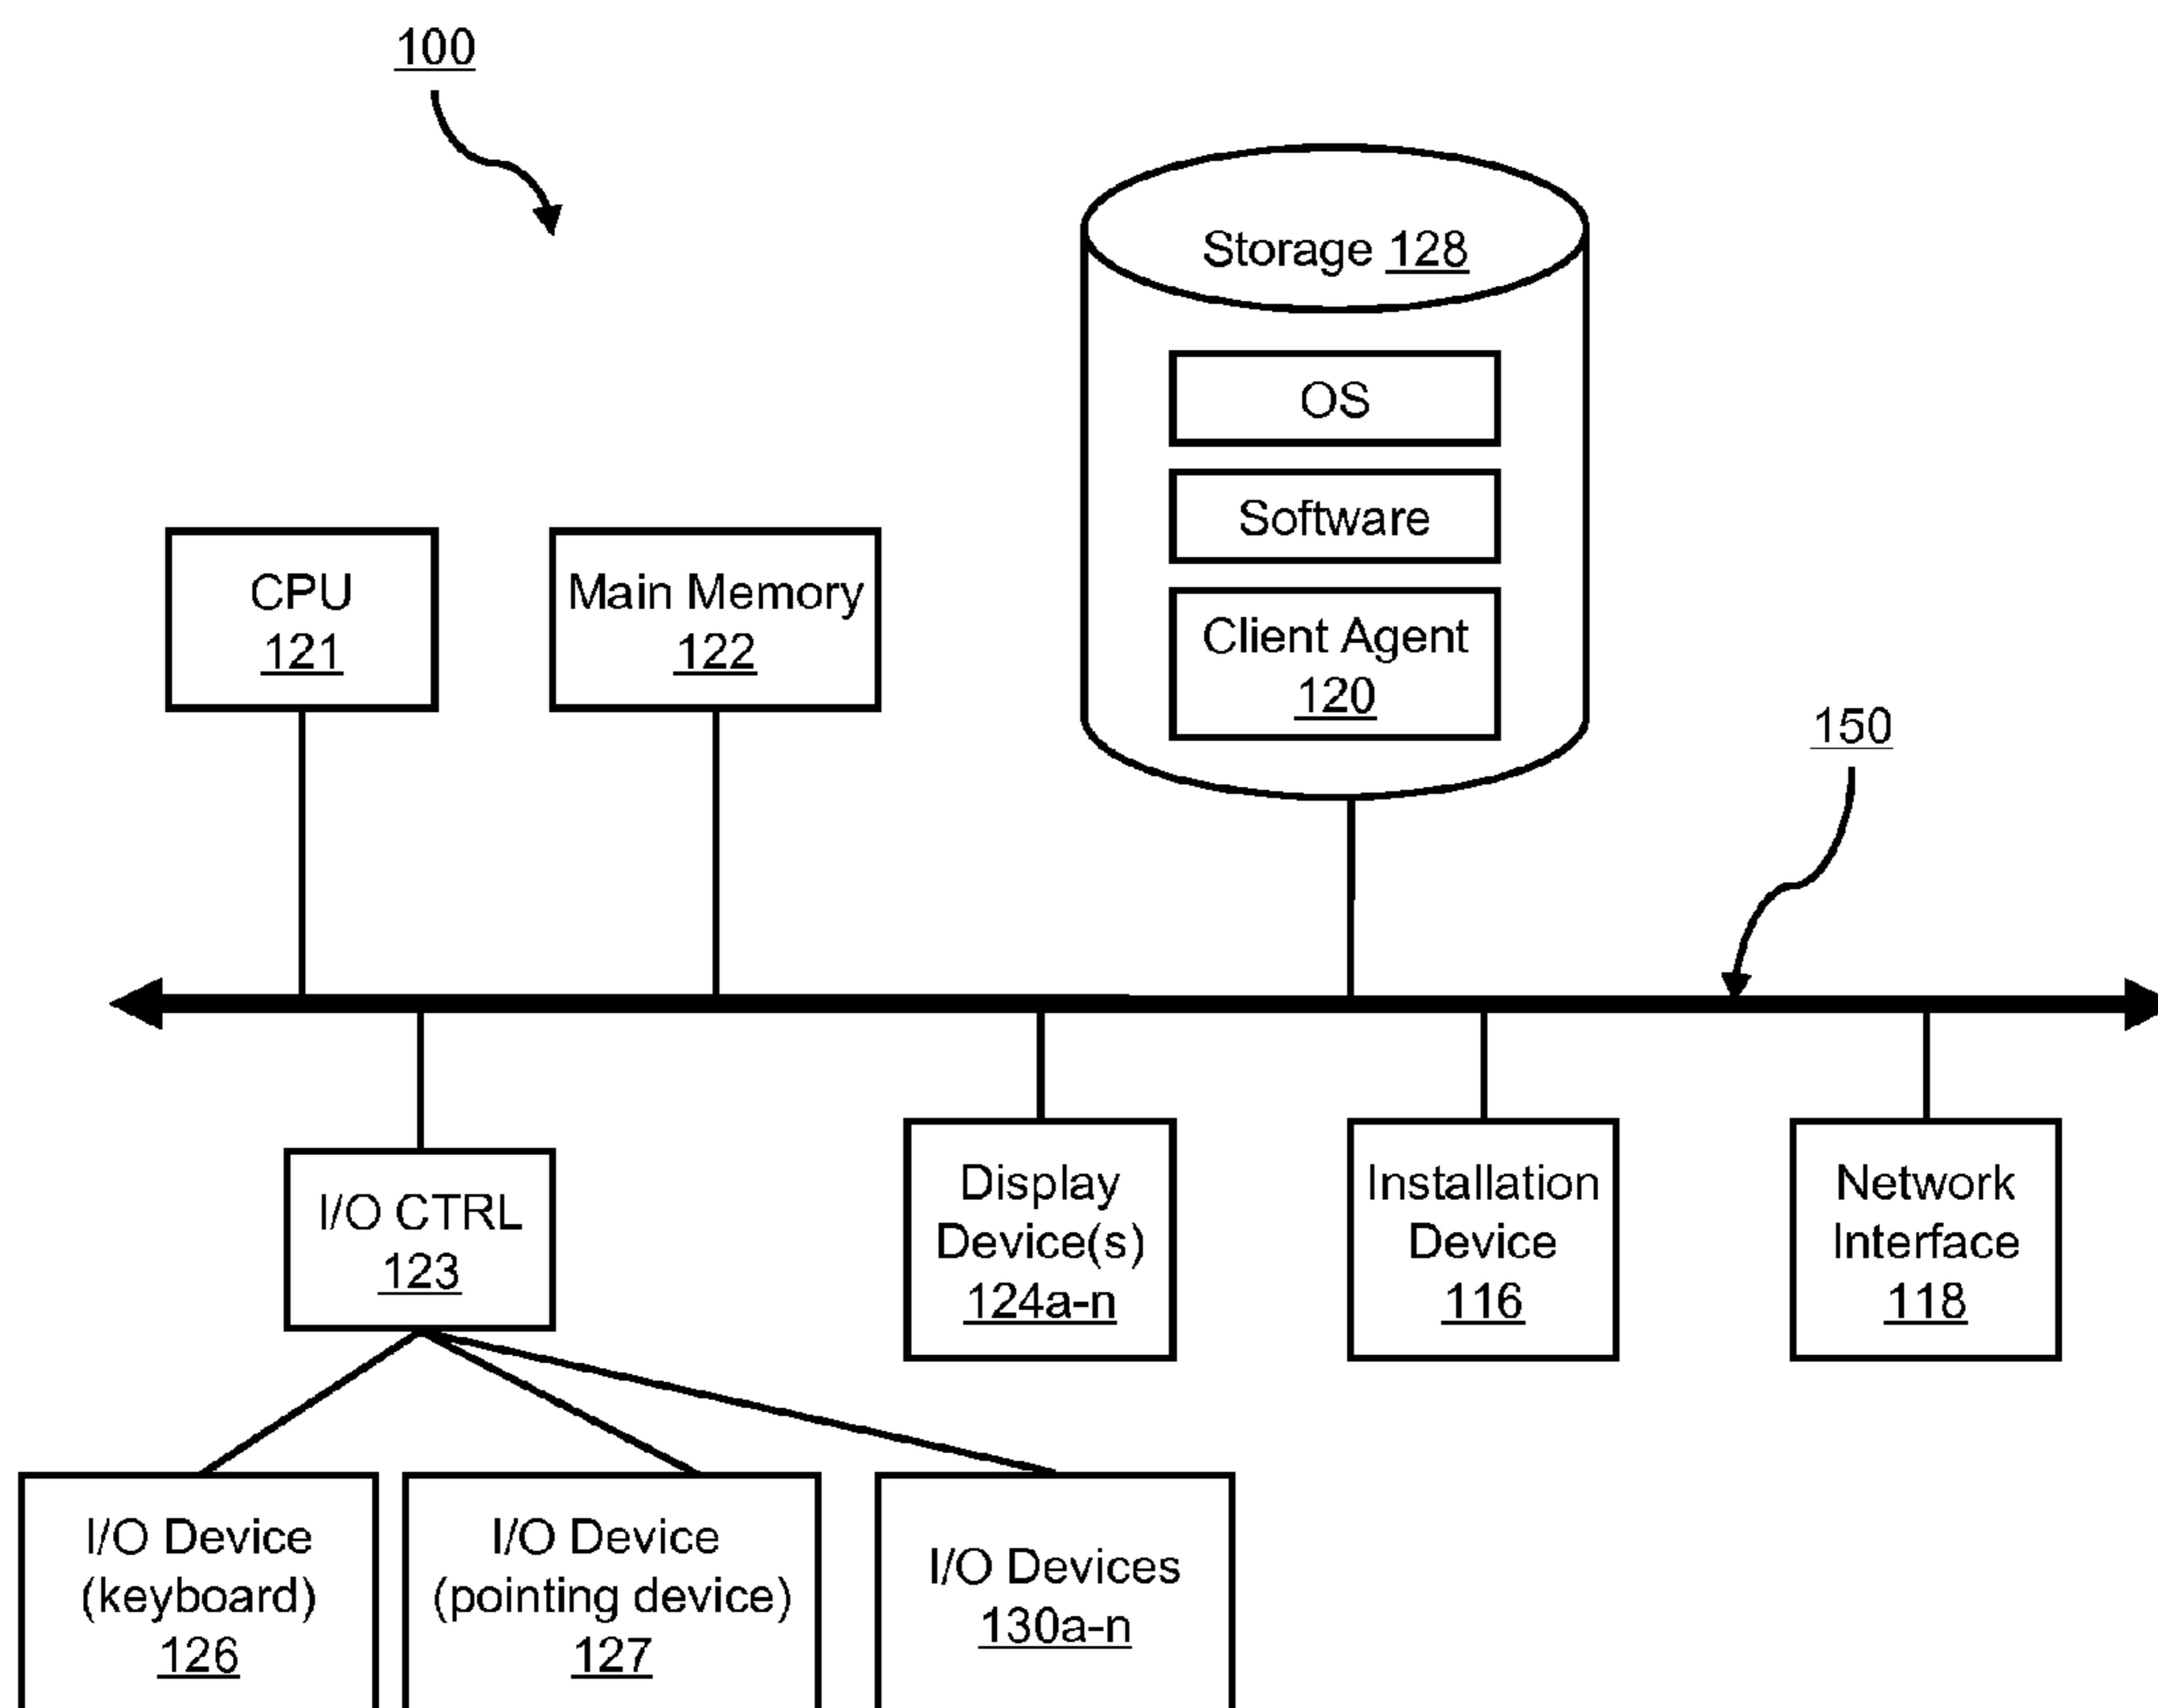 100
Storage 128
OS
Software
Client Agent
120
CPU
121
Main Memory
122
150
I/O CTRL
123
Display
Device(s)
124a-n
Installation
Device
116
Network
Interface
118
I/O Device
(keyboard)
126
I/O Device
(pointing device)
127
I/O Devices
130a-n